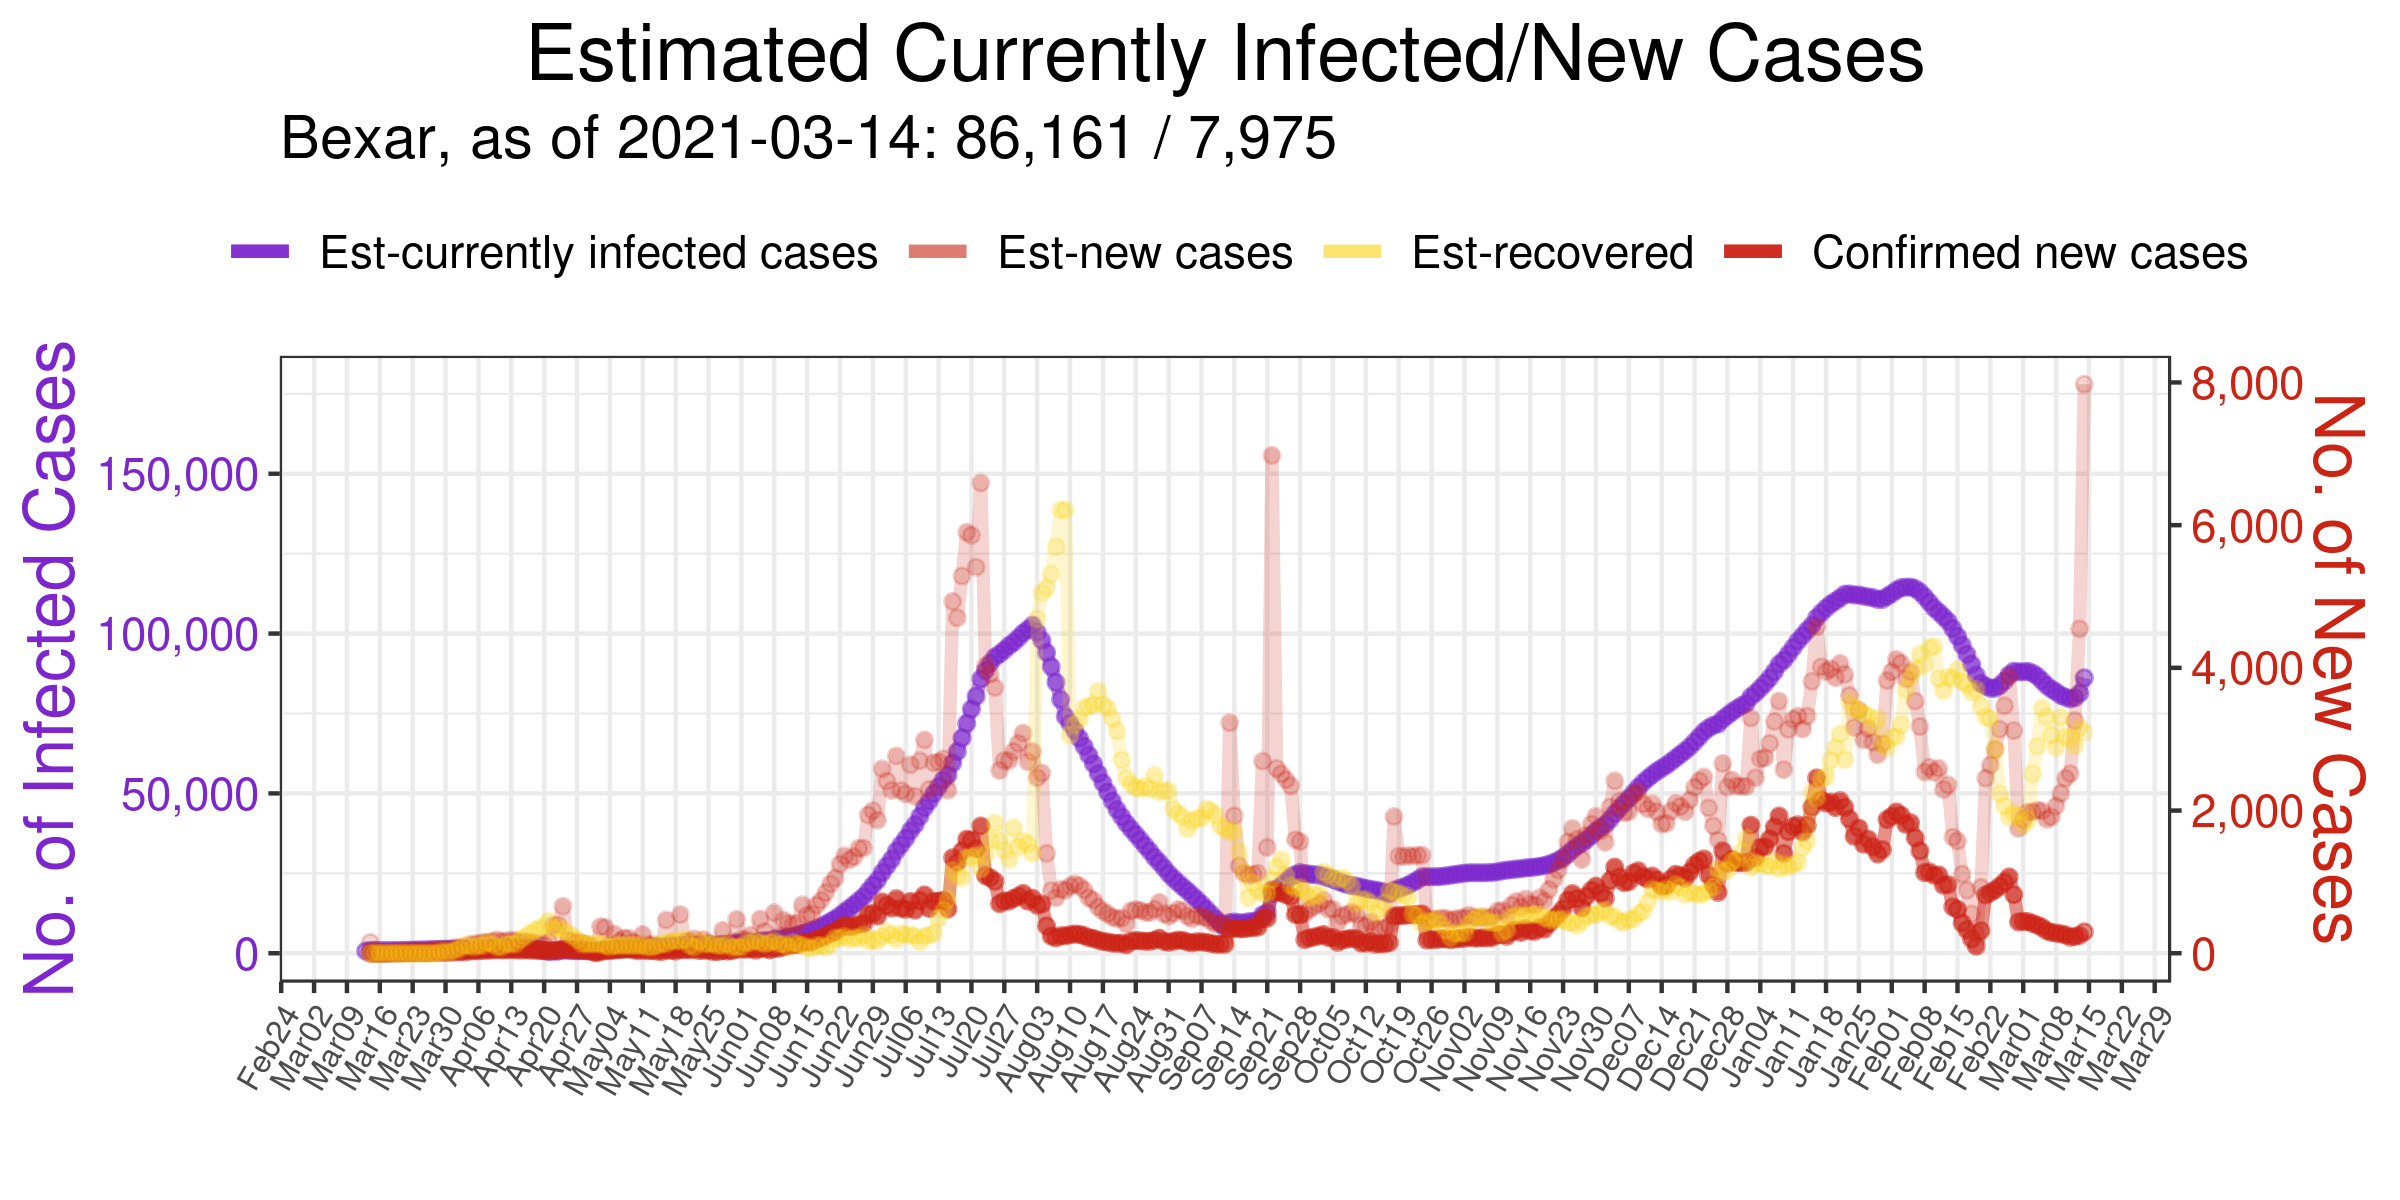 Estimated Currently Infected/New Cases
Bexar, as of 2021-03-14: 86,161 / 7,975
Est-currently infected cases Est-new cases Est-recovered Confirmed new cases
No. of Infected Cases
150,000
100,000
50,000
0
8,000
6,000
4,000
2,000
0
No. of New Cases
Feb24 Mar02 Mar09 Mar16 Mar23 Mar30 Apr06 Apr13 Apr20 Apr27 May04 May11 May18 May25 Jun01 Jun08 Jun15 Jun22 Jun29 Jul06 Jul13 Jul20 Jul27 Aug03 Aug10 Aug17 Aug24 Aug31 Sep07 Sep14 Sep21 Sep28 Oct05 Oct12 Oct19 Oct26 Nov02 Nov09 Nov16 Nov23 Nov30 Dec07 Dec14 Dec21 Dec28 Jan04 Jan11 Jan18 Jan25 Feb01 Feb08 Feb15 Feb22 Mar01 Mar08 Mar15 Mar22 Mar29